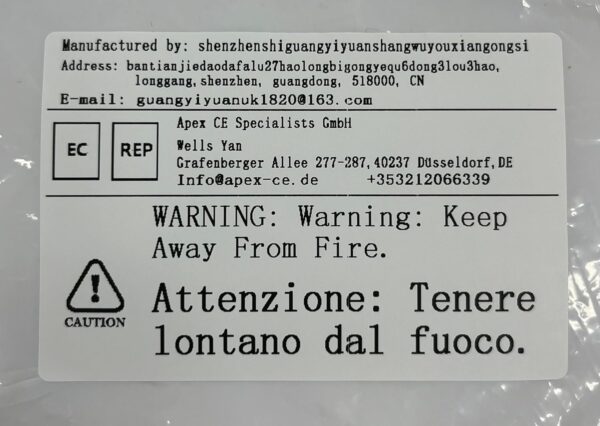 Manufactured by: shenzhenshiguangyiyuanshangwuyouxiangongsi
Address: bantianjiedaodafalu27haolongbigongyequ6dong3lou3hao,
longgang,shenzhen, guangdong, 518000, CN
E-mail: guangyiyuanuk1820@163.com
EC REP
Apex CE Specialists GmbH
Wells Yan
Grafenberger Allee 277-287,40237 Düsseldorf,DE
Info@apex-ce.de +353212066339
WARNING: Warning: Keep
Away From Fire.
CAUTION
Attenzione: Tenere
lontano dal fuoco.